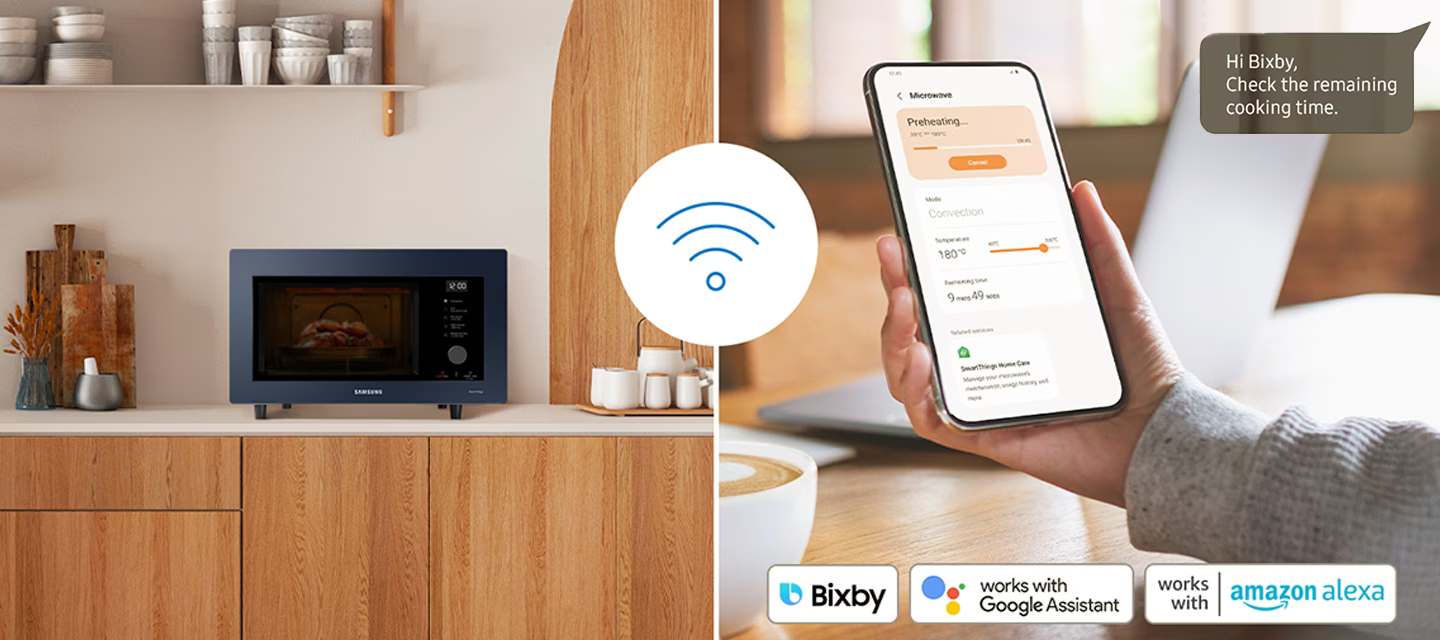 12:00
SAMSUNG
Hi Bixby,
Check the remaining
cooking time.
Microwave
Preheating...
Cancel
Mode
Convection
Temperature
180 °C
40°C
200°C
Remaining time
9 mins 49 secs
Related services
SmartThings Home Care
Manage your microwave's
maintenance, usage history and
more.
Bixby
works with
Google Assistant
works
with
amazon alexa